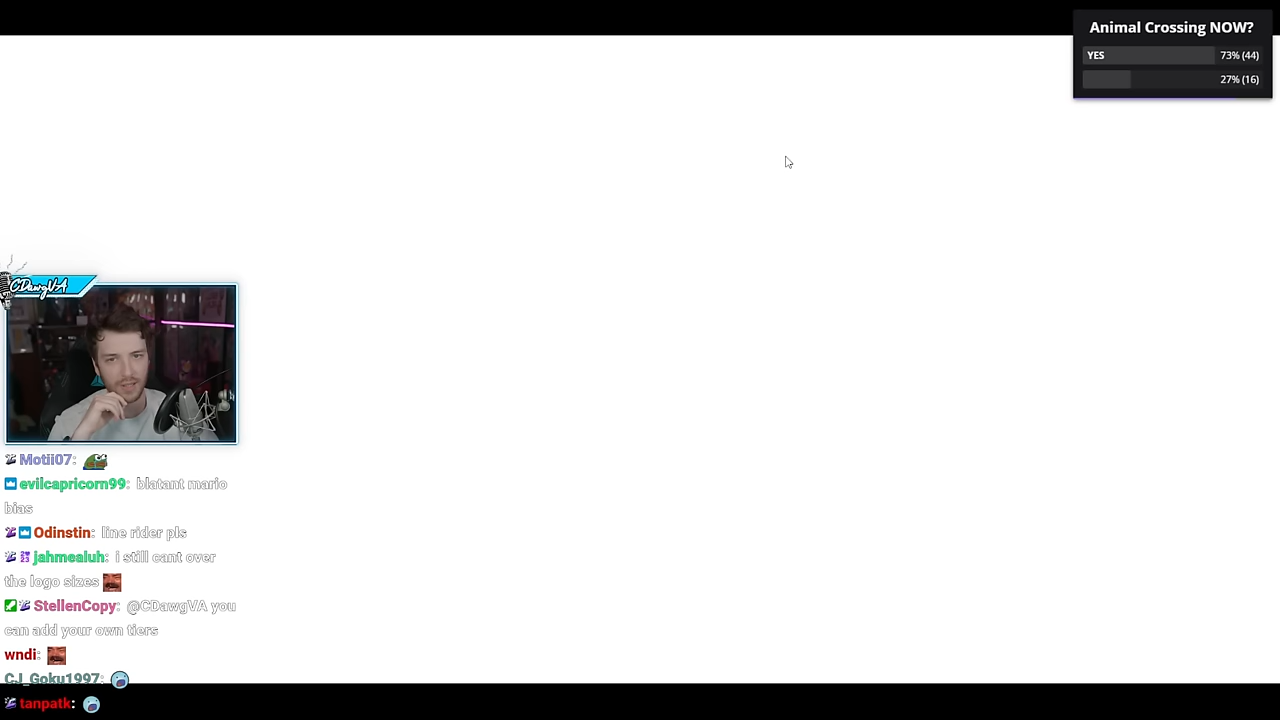 Animal Crossing NOW?
YES 73% (44)
27% (16)
CDawgVA
Motii07:
evilcapricorn99: blatant mario
bias
Odinstin: line rider pls
jahmealuh: i still cant over
the logo sizes
StellenCopy: @CDawgVA you
can add your own tiers
wndi:
CJ_Goku1997:
tanpatk: